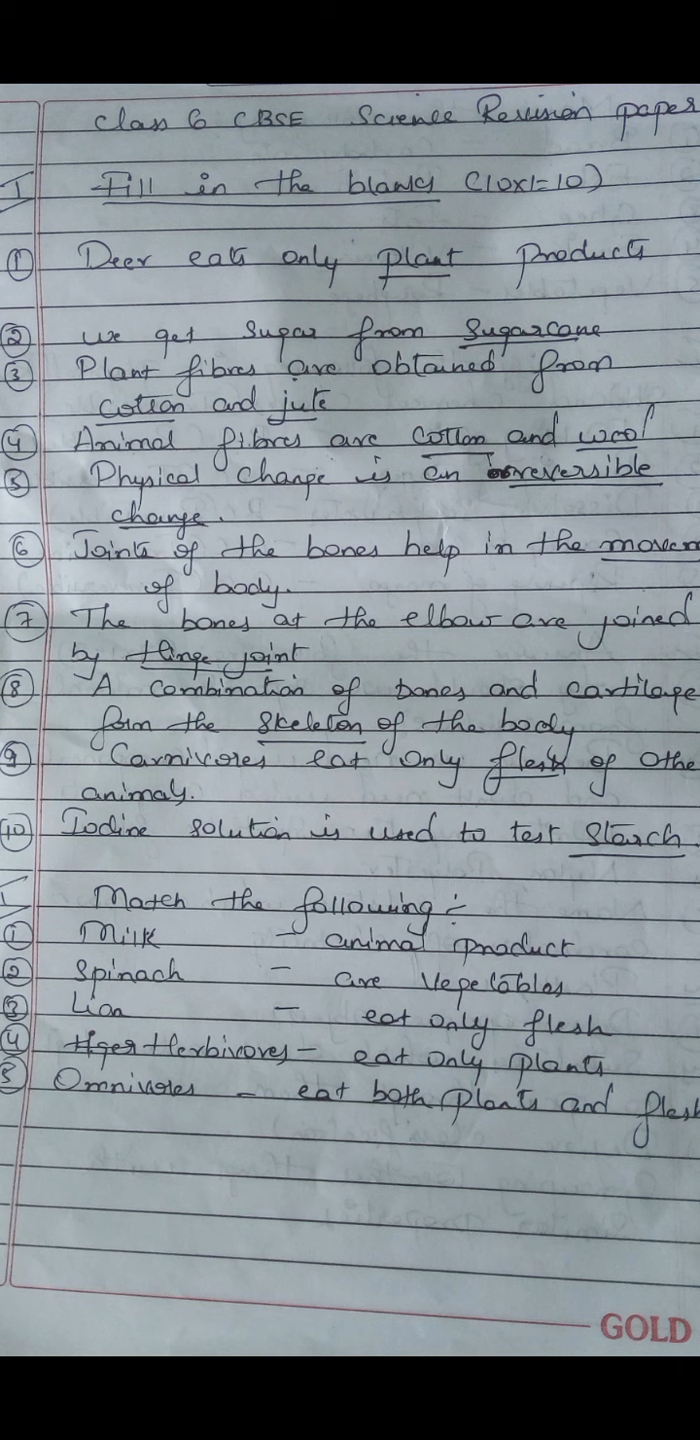 Class 6 CBSE Science Revision paper
I Fill in the blanks (10x1=10)
① Deer eats only plant products
② we get sugar from sugarcane
③ Plant fibres are obtained from
cotton and jute
④ Animal fibres are cotton and wool
⑤ Physical change is an reversible
change.
⑥ Joints of the bones help in the movem
of body.
⑦ The bones at the elbow are joined
by Hinge joint
⑧ A combination of bones and cartilage
form the skeleton of the body
⑨ Carnivores eat only flesh of othe
animals.
⑩ Iodine solution is used to test starch.
I Match the following :-
① Milk - animal product
② Spinach - are vegetables
③ Lion - eat only flesh
④ Herbivores - eat only plants
⑤ Omnivores - eat both plants and flesh
GOLD